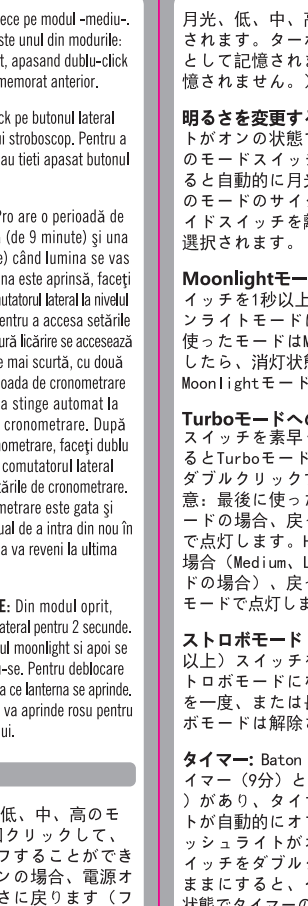 ece pe modul -mediu-.
ste unul din modurile:
t, apasand dublu-click
memorat anterior.
ck pe butonul lateral
i stroboscop. Pentru a
au tieti apasat butonul
Pro are o perioadă de
(de 9 minute) și una
e) când lumina se vas
na este aprinsă, faceți
mutatorul lateral la nivelul
entru a accesa setările
ură licărire se accesează
e mai scurtă, cu două
oada de cronometrare
a stinge automat la
cronometrare. După
nometrare, faceți dublu
comutatorul lateral
tările de cronometrare.
metrare este gata și
ual de a intra din nou în
a va reveni la ultima
E: Din modul oprit,
ateral pentru 2 secunde.
ul moonlight si apoi se
u-se. Pentru deblocare
a ce lanterna se aprinde.
va aprinde rosu pentru
ui.
低、中、高のモ
クリックして、
フすることができ
ンの場合、電源オ
さに戻ります（フ
月光、低、中、
されます。ターボ
として記憶されま
憶されません。
明るさを変更す
トがオンの状態
のモードスイッ
ると自動的に月
のモードのサイ
イドスイッチを
選択されます。
Moonlightモー
イッチを1秒以上
ンライトモードに
使ったモードはM
したら、消灯状
Moonlightモード
Turboモードへ
スイッチを素早
るとTurboモード
ダブルクリック
意：最後に使った
ードの場合、戻っ
で点灯します。H
場合（Medium、L
ドの場合）、戻っ
モードで点灯しま
ストロボモード
以上）スイッチを
トロボモードに
を一度、または
ボモードは解除
タイマー: Baton
イマー（9分）と
）があり、タイ
トが自動的にオ
ッシュライトが
イッチをダブル
ままにすると、
状態でタイマーの